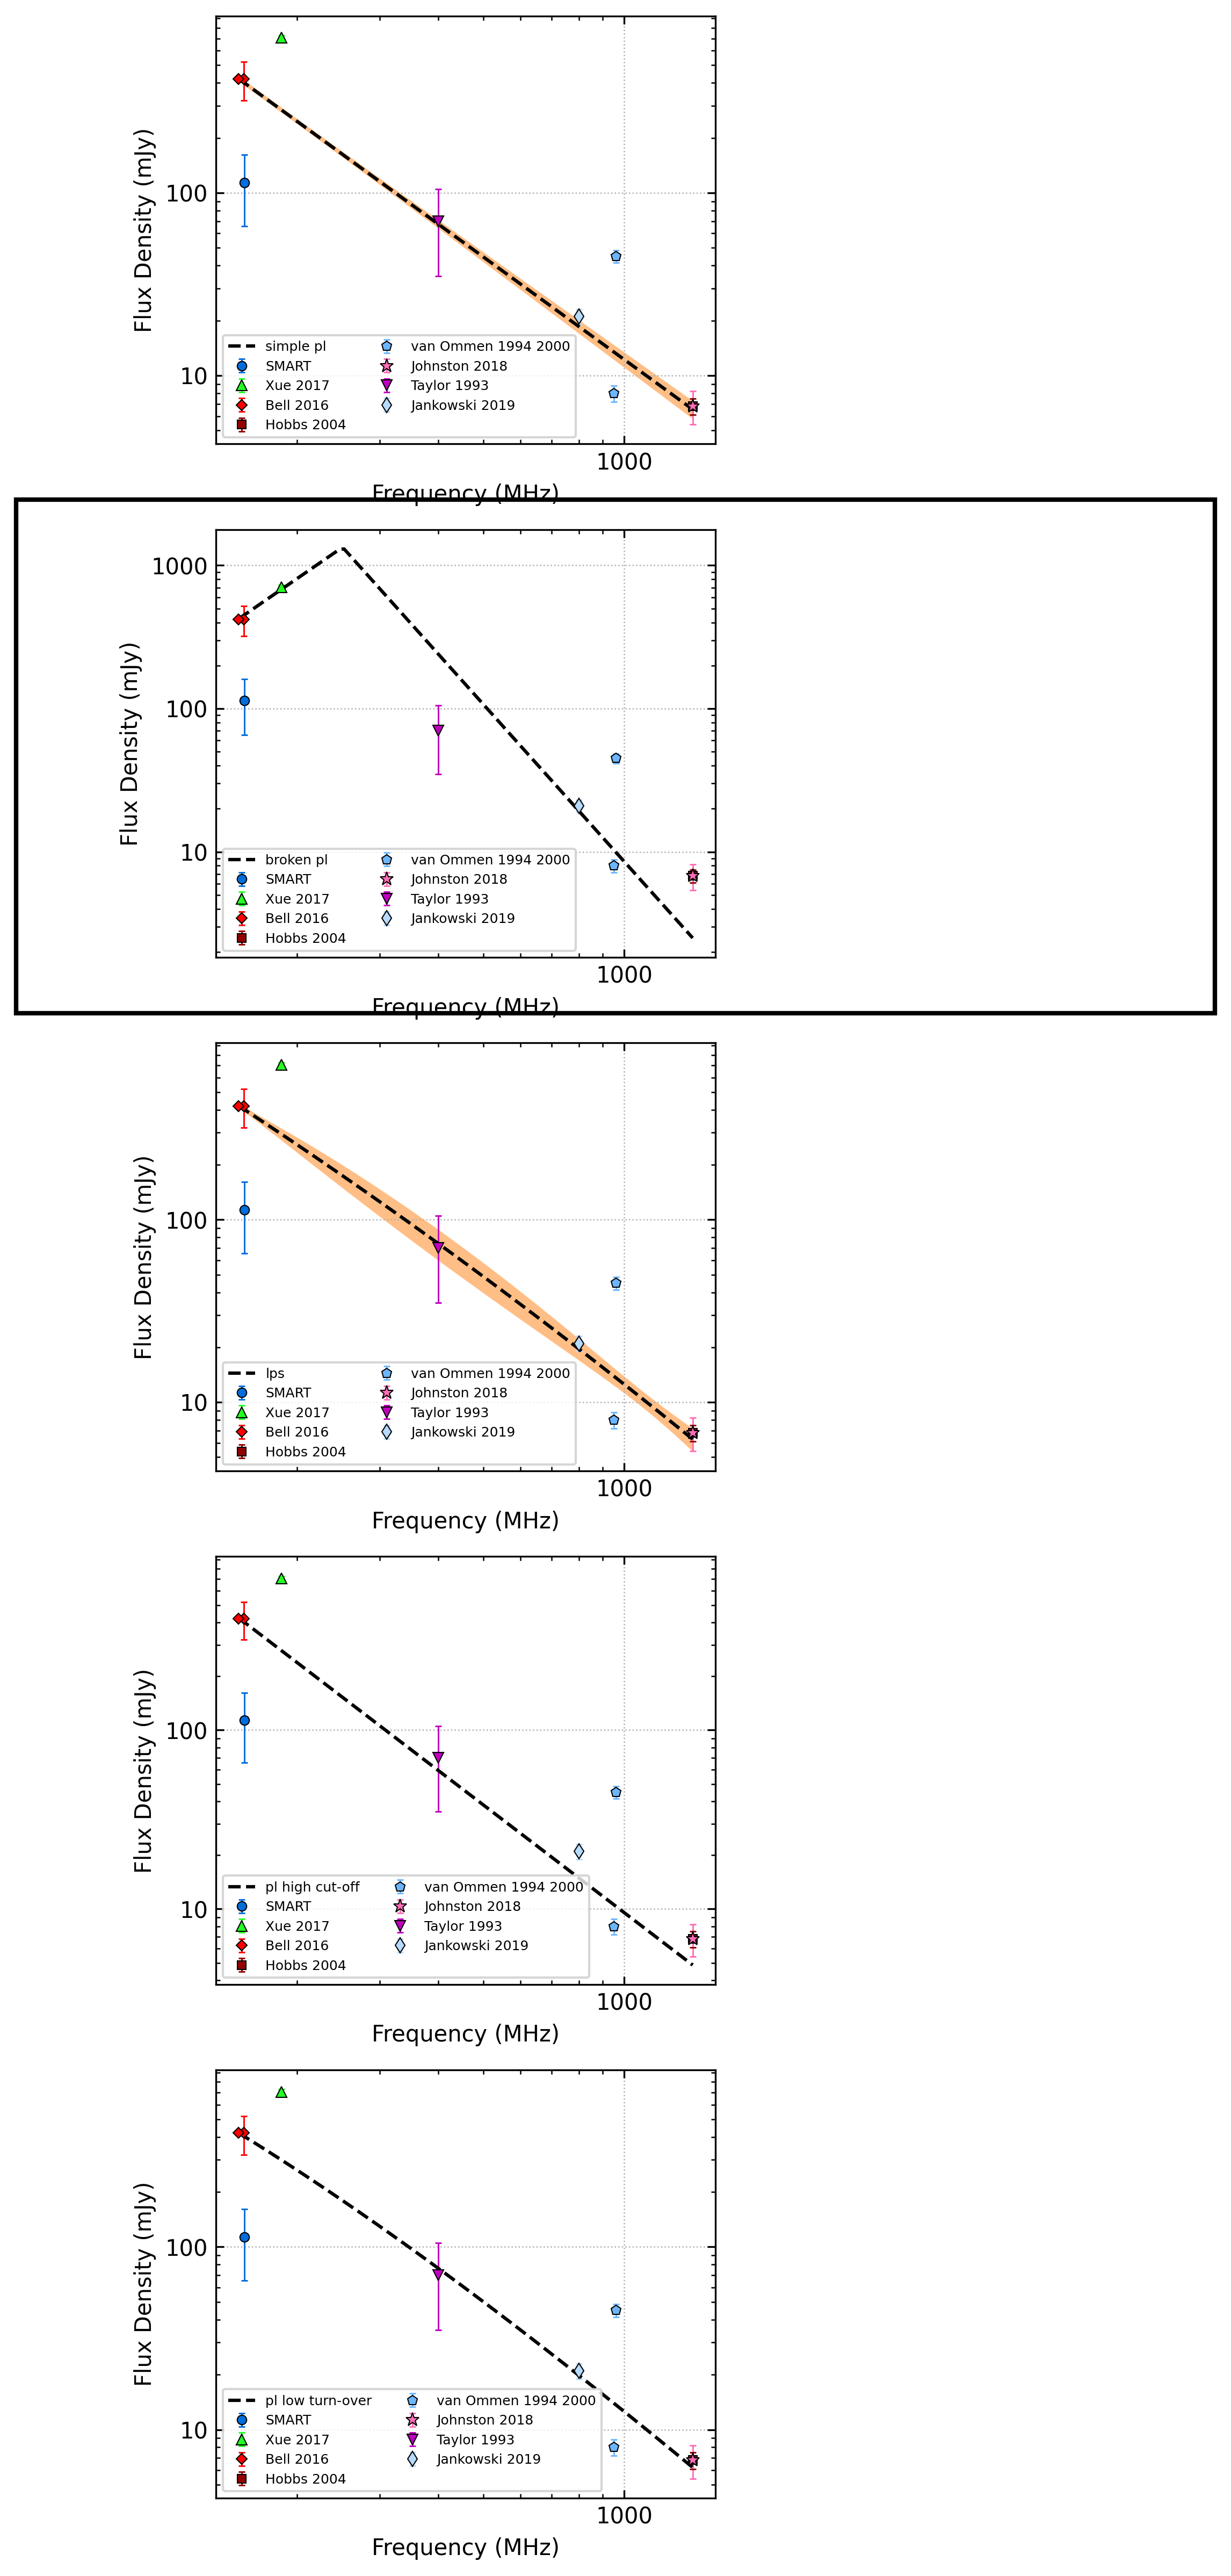 Flux Density (mJy)
100
10
simple pl
SMART
Xue 2017
Bell 2016
Hobbs 2004
van Ommen 1994 2000
Johnston 2018
Taylor 1993
Jankowski 2019
1000
Frequency (MHz)
Flux Density (mJy)
1000
100
10
broken pl
SMART
Xue 2017
Bell 2016
Hobbs 2004
van Ommen 1994 2000
Johnston 2018
Taylor 1993
Jankowski 2019
1000
Frequency (MHz)
Flux Density (mJy)
100
10
lps
SMART
Xue 2017
Bell 2016
Hobbs 2004
van Ommen 1994 2000
Johnston 2018
Taylor 1993
Jankowski 2019
1000
Frequency (MHz)
Flux Density (mJy)
100
10
pl high cut-off
SMART
Xue 2017
Bell 2016
Hobbs 2004
van Ommen 1994 2000
Johnston 2018
Taylor 1993
Jankowski 2019
1000
Frequency (MHz)
Flux Density (mJy)
100
10
pl low turn-over
SMART
Xue 2017
Bell 2016
Hobbs 2004
van Ommen 1994 2000
Johnston 2018
Taylor 1993
Jankowski 2019
1000
Frequency (MHz)